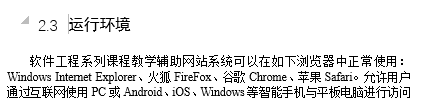 2.3 运行环境
软件工程系列课程教学辅助网站系统可以在如下浏览器中正常使用：
Windows Internet Explorer、火狐 FireFox、谷歌 Chrome、苹果 Safari。允许用户
通过互联网使用 PC 或 Android、iOS、Windows 等智能手机与平板电脑进行访问